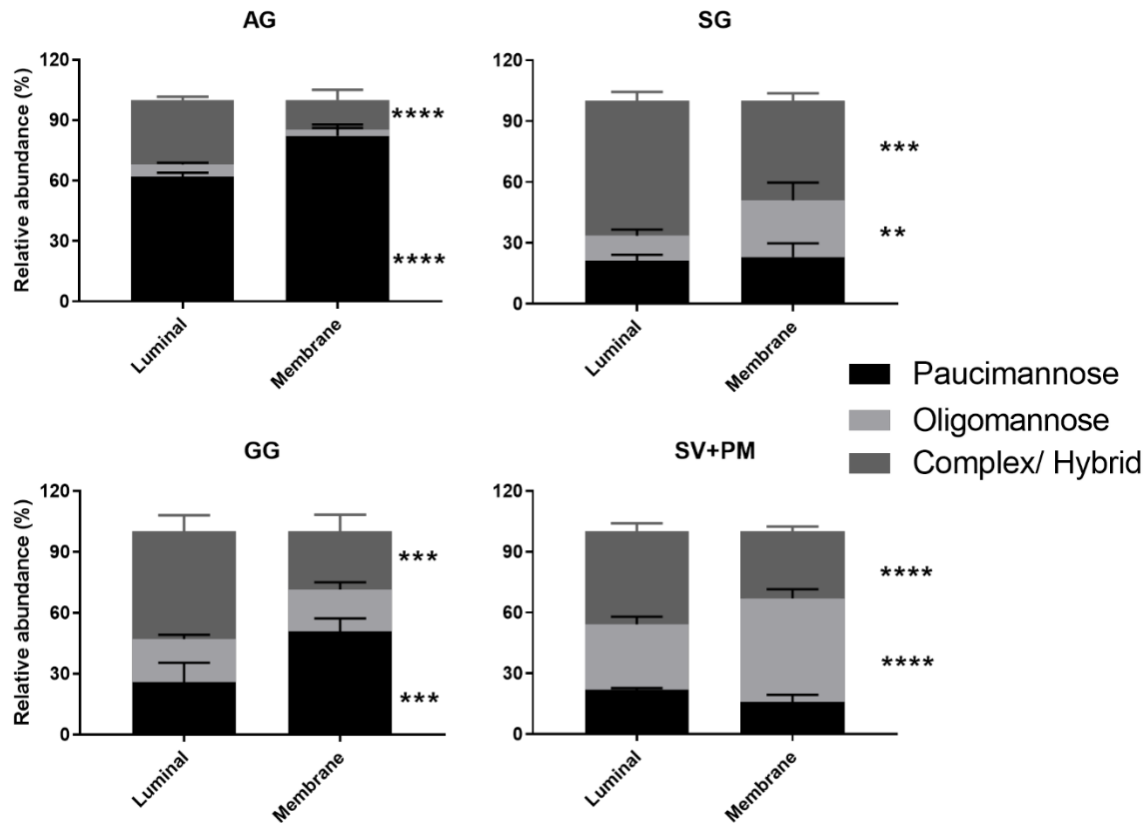 AG
Relative abundance (%)
120
90
60
30
0
****
****
Luminal
Membrane
SG
120
90
60
30
0
***
**
Luminal
Membrane
Paucimannose
Oligomannose
Complex/ Hybrid
GG
Relative abundance (%)
120
90
60
30
0
***
***
Luminal
Membrane
SV+PM
120
90
60
30
0
****
****
Luminal
Membrane